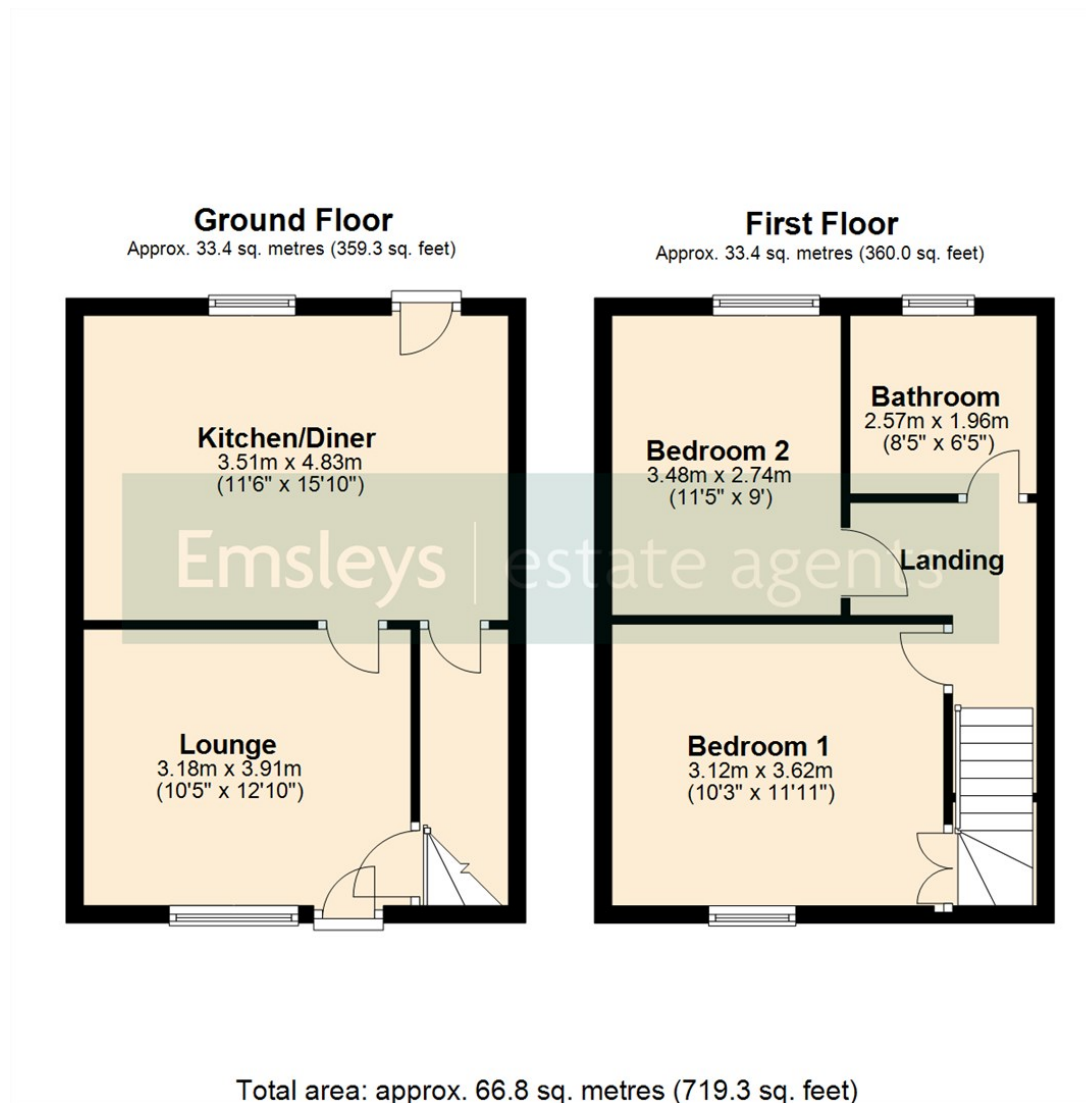 Ground Floor
Approx. 33.4 sq. metres (359.3 sq. feet)
Kitchen/Diner
3.51m x 4.83m
(11'6" x 15'10")
Lounge
3.18m x 3.91m
(10'5" x 12'10")
First Floor
Approx. 33.4 sq. metres (360.0 sq. feet)
Bedroom 2
3.48m x 2.74m
(11'5" x 9')
Bathroom
2.57m x 1.96m
(8'5" x 6'5")
Landing
Bedroom 1
3.12m x 3.62m
(10'3" x 11'11")
Emsleys | estate agents
Total area: approx. 66.8 sq. metres (719.3 sq. feet)